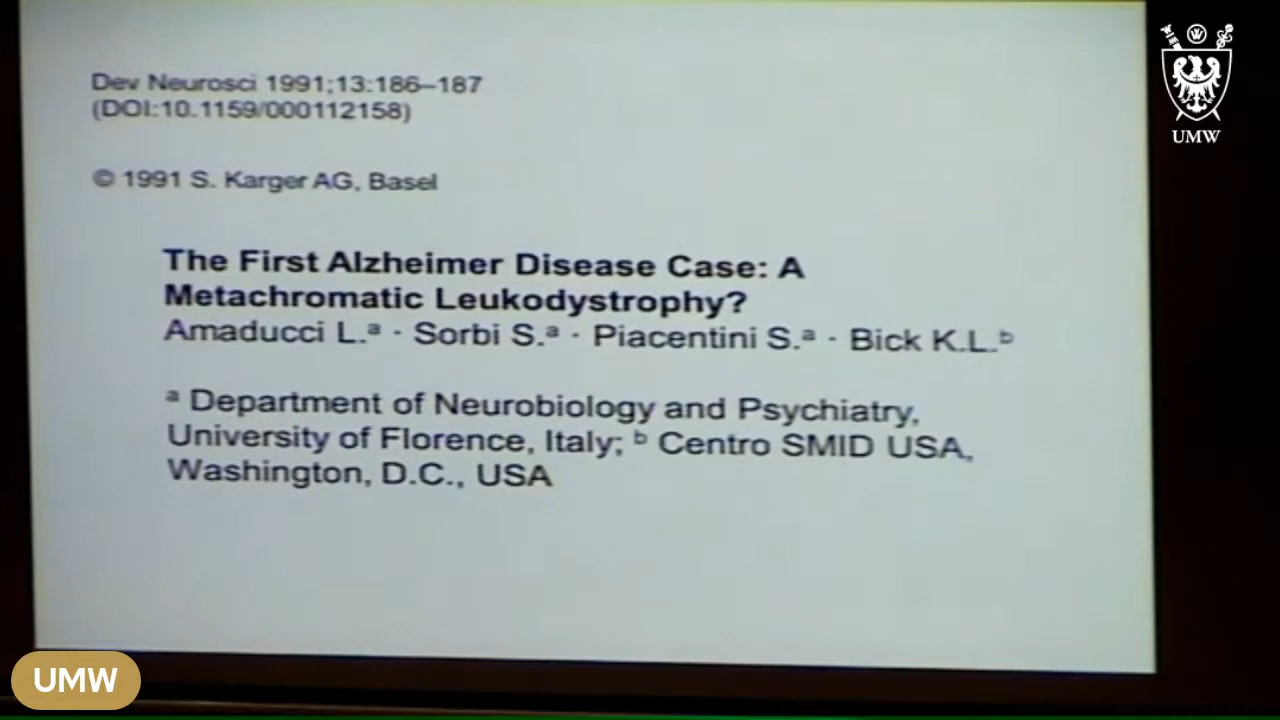 Dev Neurosci 1991;13:186–187
(DOI:10.1159/000112158)
© 1991 S. Karger AG, Basel
The First Alzheimer Disease Case: A
Metachromatic Leukodystrophy?
Amaducci L.ᵃ · Sorbi S.ᵃ · Piacentini S.ᵃ · Bick K.L.ᵇ
ᵃ Department of Neurobiology and Psychiatry,
University of Florence, Italy; ᵇ Centro SMID USA,
Washington, D.C., USA
W
UMW
UMW